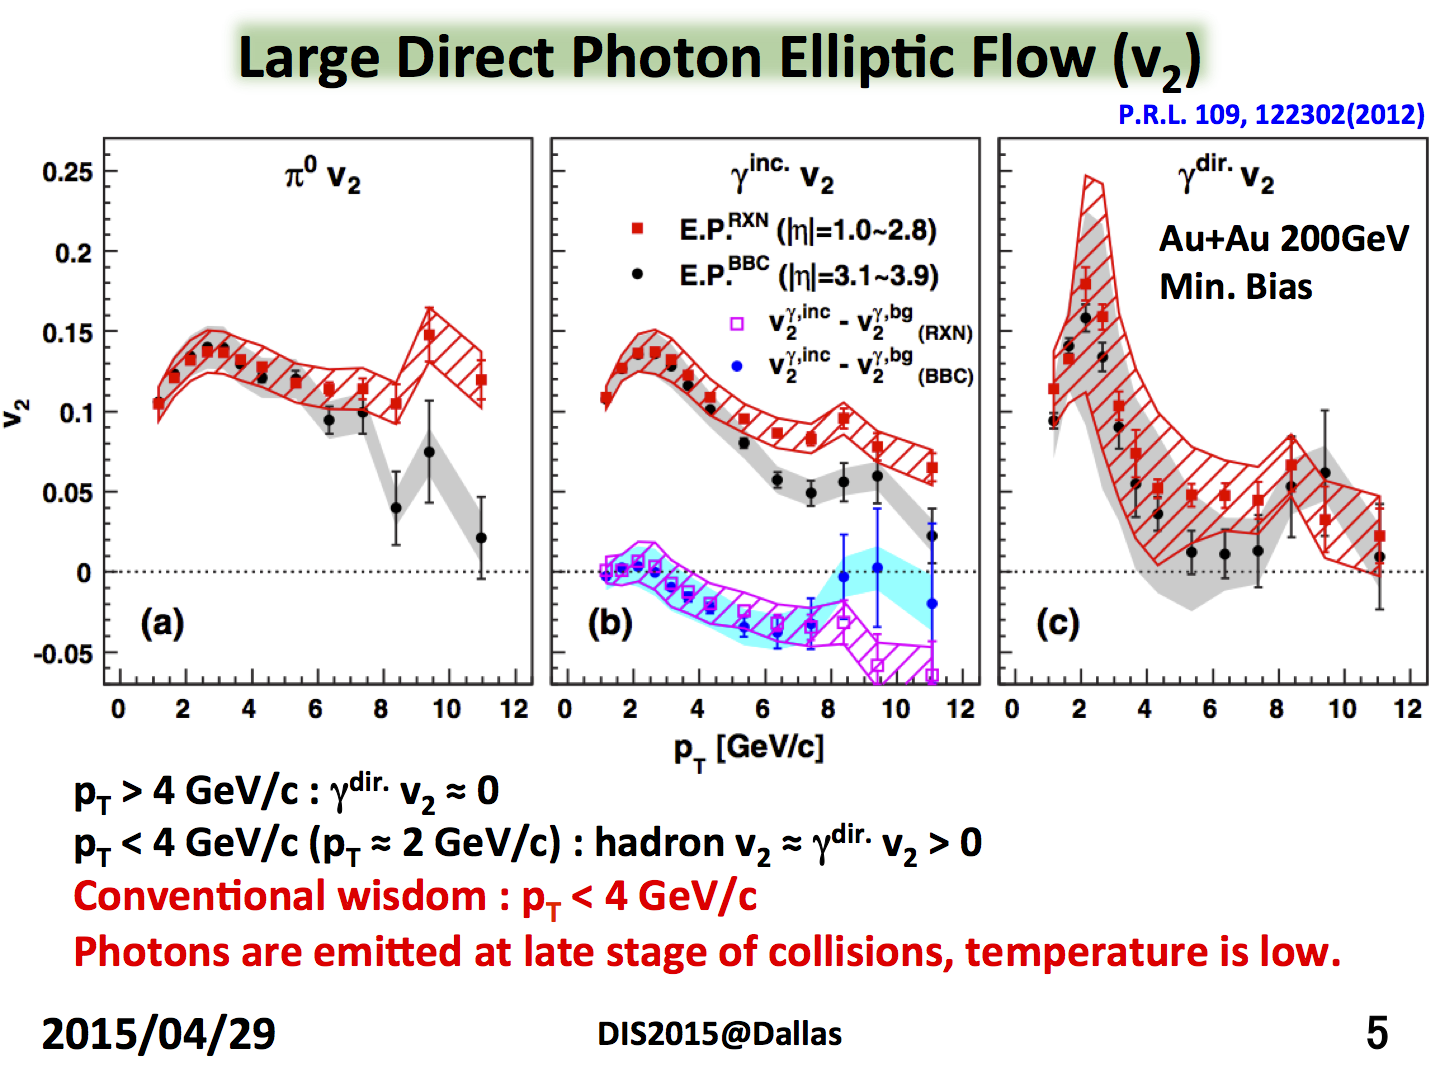 Large Direct Photon Elliptic Flow (v2)
P.R.L. 109, 122302(2012)
π0 v2
γinc. v2
γdir. v2
E.P.RXN (|η|=1.0~2.8)
E.P.BBC (|η|=3.1~3.9)
v2γ,inc - v2γ,bg (RXN)
v2γ,inc - v2γ,bg (BBC)
Au+Au 200GeV
Min. Bias
v2
0.25
0.2
0.15
0.1
0.05
0
-0.05
(a)
(b)
(c)
0 2 4 6 8 10 12
0 2 4 6 8 10 12
0 2 4 6 8 10 12
pT [GeV/c]
pT > 4 GeV/c : γdir. v2 ≈ 0
pT < 4 GeV/c (pT ≈ 2 GeV/c) : hadron v2 ≈ γdir. v2 > 0
Conventional wisdom : pT < 4 GeV/c
Photons are emitted at late stage of collisions, temperature is low.
2015/04/29
DIS2015@Dallas
5